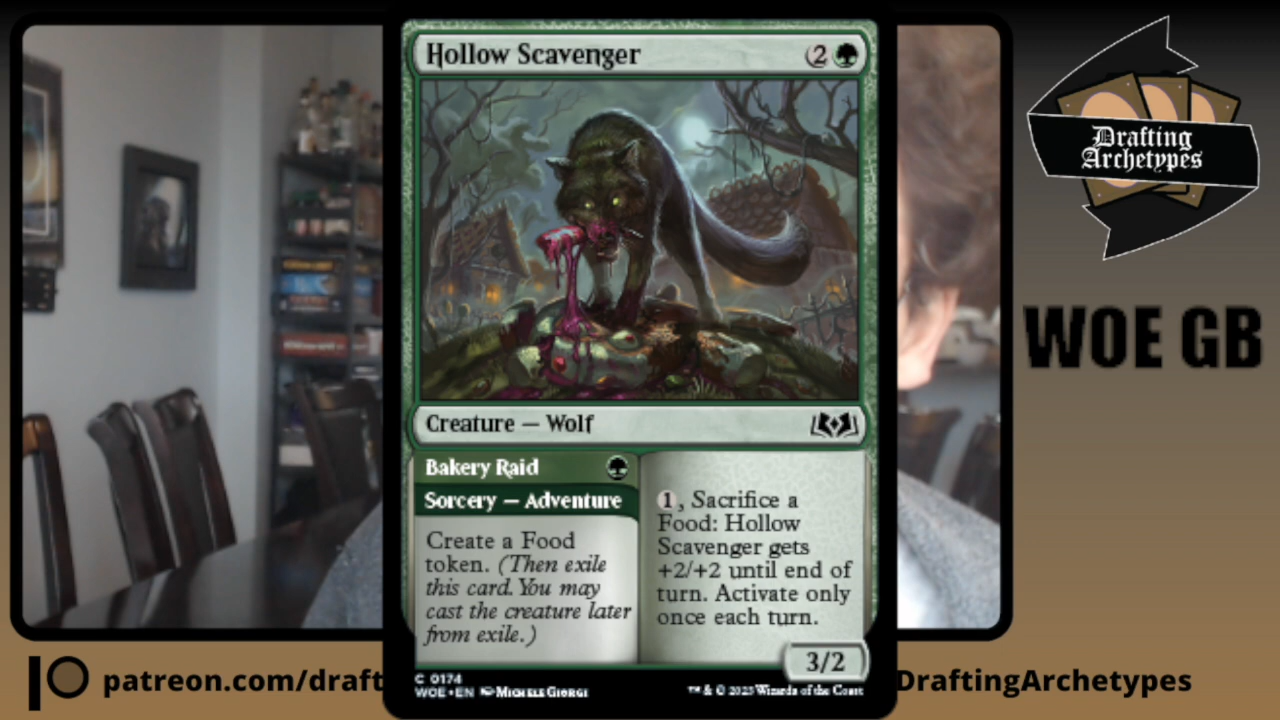 Hollow Scavenger 2
Creature — Wolf
Bakery Raid
Sorcery — Adventure
Create a Food
token. (Then exile
this card. You may
cast the creature later
from exile.)
1, Sacrifice a
Food: Hollow
Scavenger gets
+2/+2 until end of
turn. Activate only
once each turn.
3/2
C 0174
WOE • EN MICHELE GIORGI
™ & © 2023 Wizards of the Coast
Drafting
Archetypes
WOE GB
patreon.com/draft
DraftingArchetypes